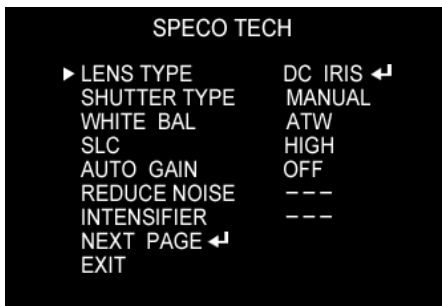 SPECO TECH
▶ LENS TYPE DC IRIS ↵
SHUTTER TYPE MANUAL
WHITE BAL ATW
SLC HIGH
AUTO GAIN OFF
REDUCE NOISE – – –
INTENSIFIER – – –
NEXT PAGE ↵
EXIT